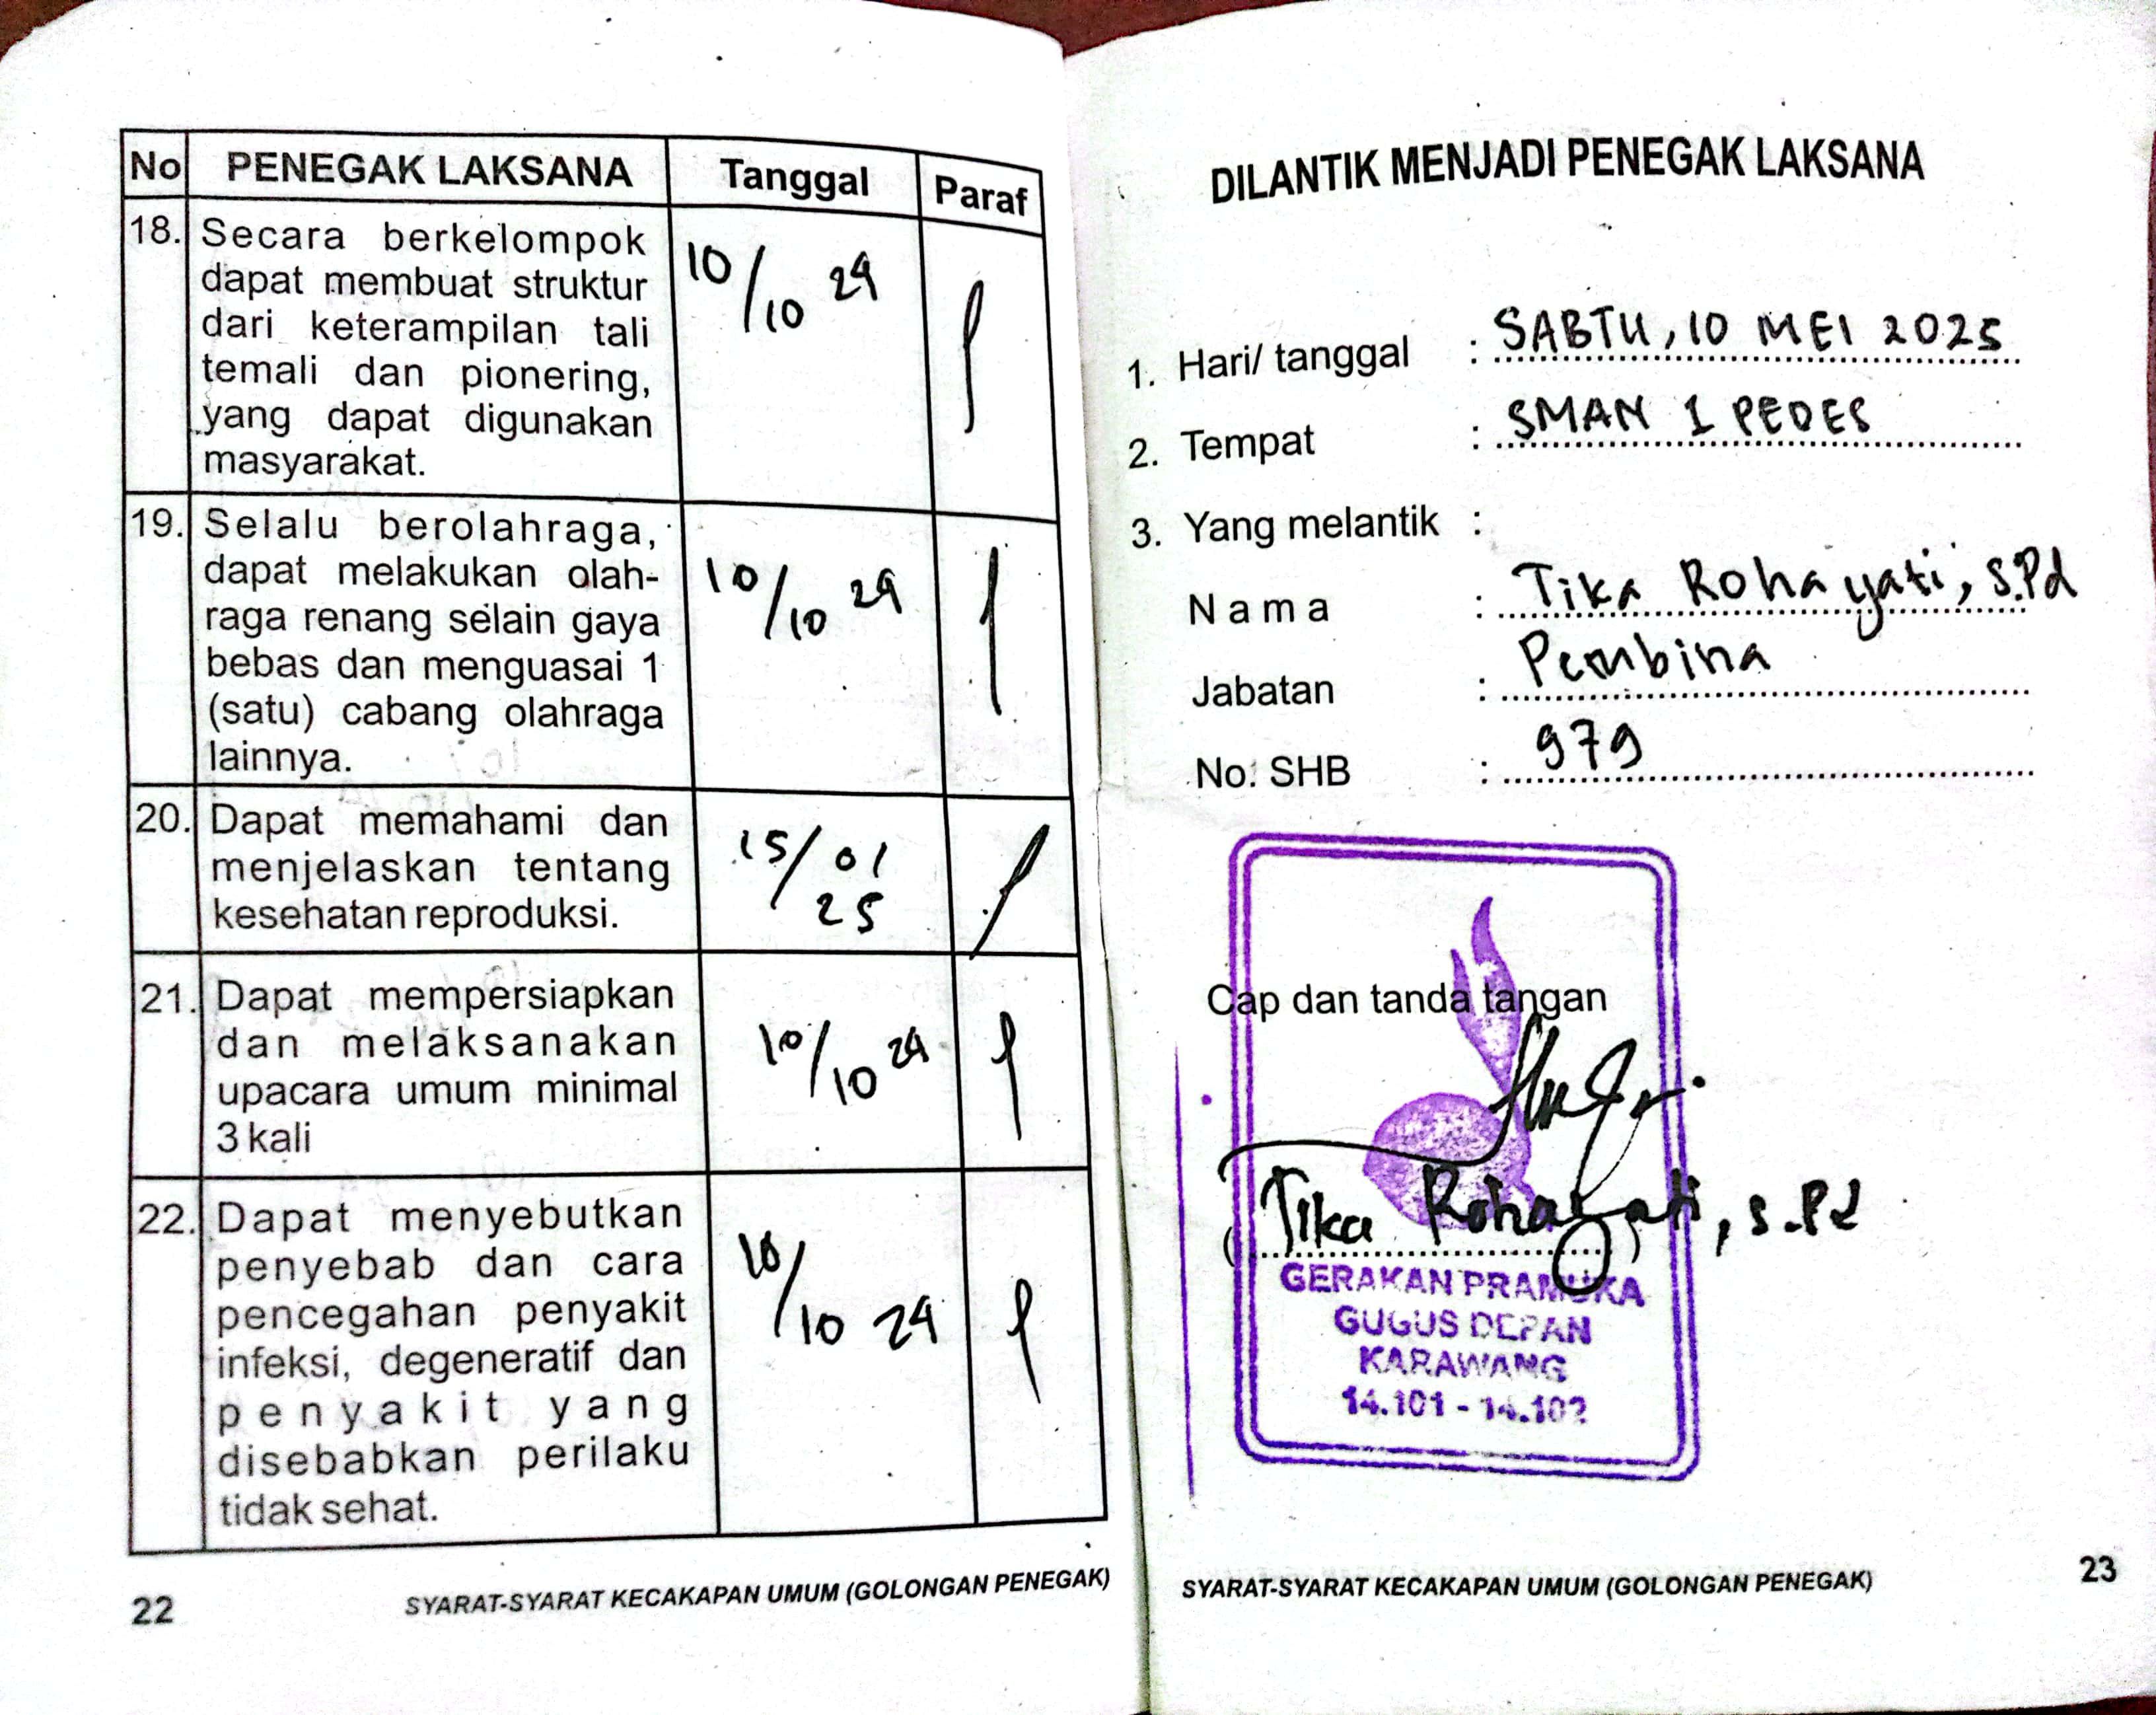 No PENEGAK LAKSANA Tanggal Paraf
18. Secara berkelompok
dapat membuat struktur
dari keterampilan tali
temali dan pionering,
yang dapat digunakan
masyarakat.
10/10 24
19. Selalu berolahraga,
dapat melakukan olah-
raga renang selain gaya
bebas dan menguasai 1
(satu) cabang olahraga
lainnya.
10/10 24
20. Dapat memahami dan
menjelaskan tentang
kesehatan reproduksi.
15/01
25
21. Dapat mempersiapkan
dan melaksanakan
upacara umum minimal
3 kali
10/10 24
22. Dapat menyebutkan
penyebab dan cara
pencegahan penyakit
infeksi, degeneratif dan
penyakit yang
disebabkan perilaku
tidak sehat.
10/10 24
22 SYARAT-SYARAT KECAKAPAN UMUM (GOLONGAN PENEGAK)
DILANTIK MENJADI PENEGAK LAKSANA
1. Hari/ tanggal : SABTU, 10 MEI 2025
2. Tempat : SMAN 1 PEDES
3. Yang melantik :
Nama : Tika Rohayati, S.Pd
Jabatan : Pembina
No. SHB : 979
Cap dan tanda tangan
(Tika Rohayati, S.Pd)
GERAKAN PRAMUKA
GUGUS DEPAN
KARAWANG
14.101 - 14.102
SYARAT-SYARAT KECAKAPAN UMUM (GOLONGAN PENEGAK) 23